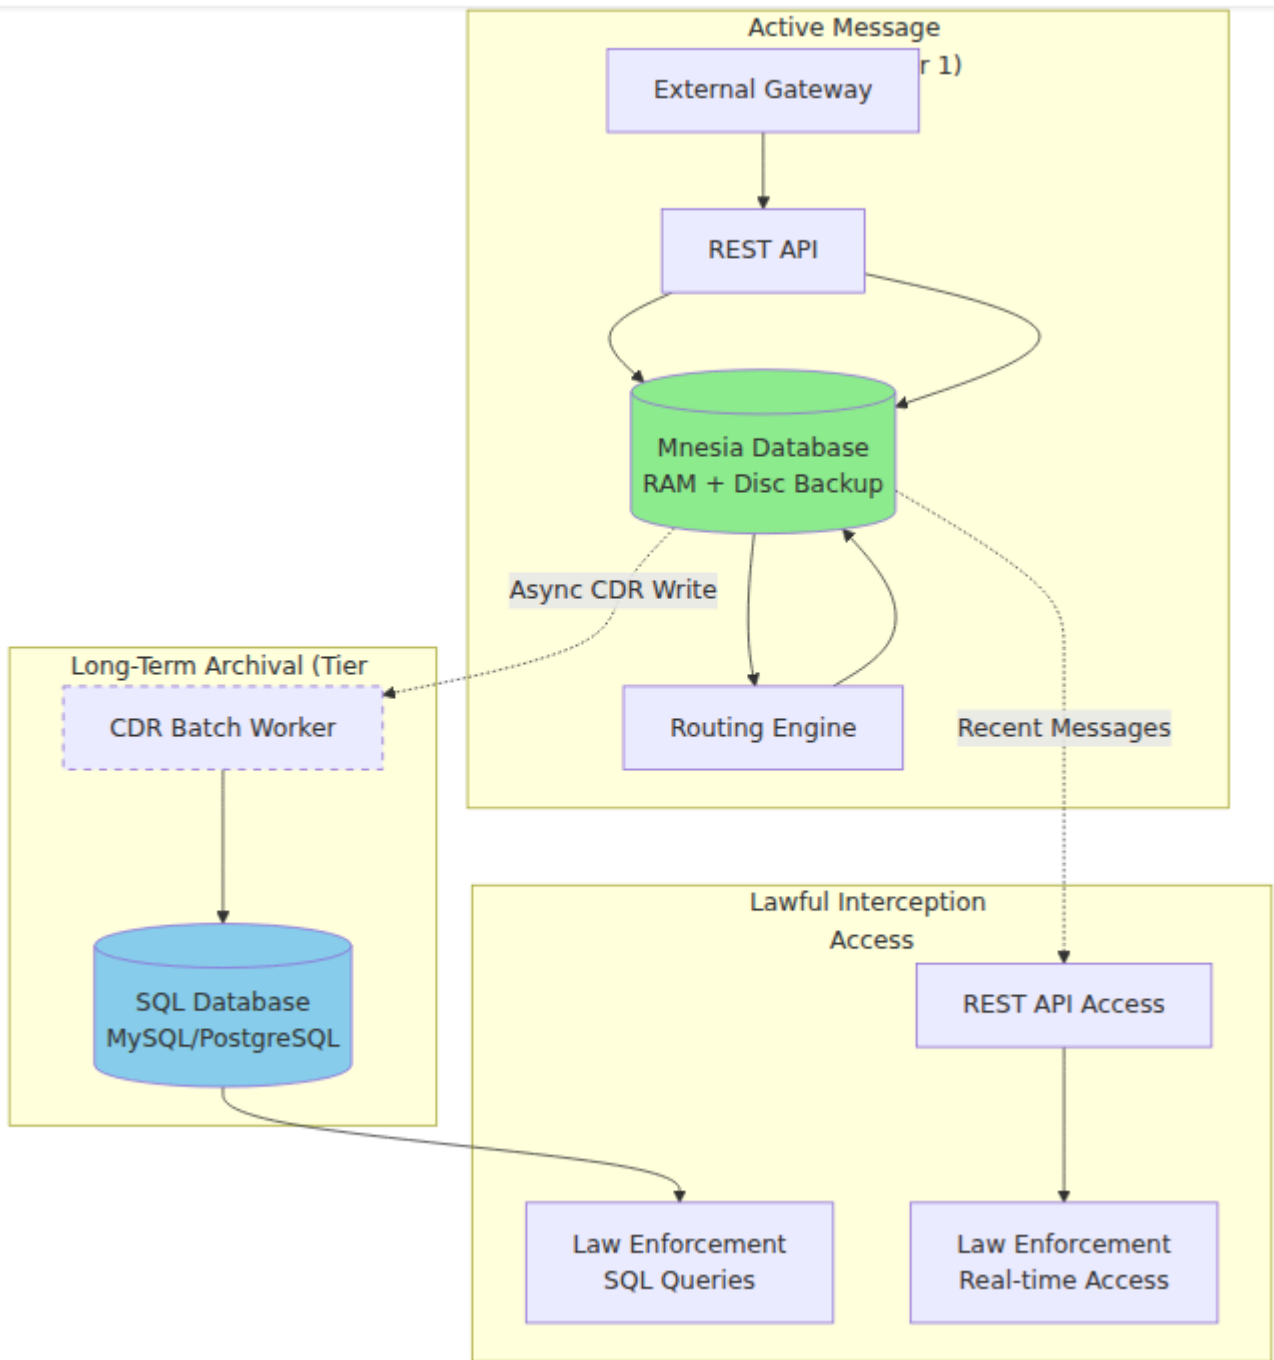 Active Message
r 1)
External Gateway
REST API
Mnesia Database
RAM + Disc Backup
Async CDR Write
Long-Term Archival (Tier
CDR Batch Worker
Routing Engine
Recent Messages
SQL Database
MySQL/PostgreSQL
Lawful Interception
Access
REST API Access
Law Enforcement
SQL Queries
Law Enforcement
Real-time Access